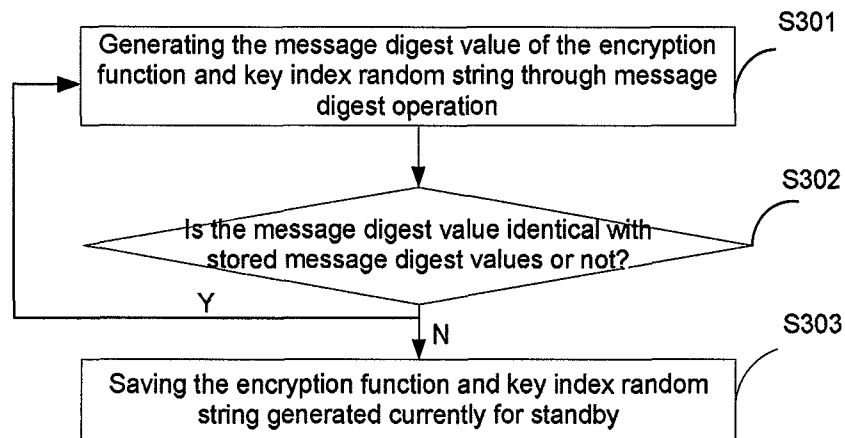 S301
Generating the message digest value of the encryption
function and key index random string through message
digest operation
S302
Is the message digest value identical with
stored message digest values or not?
Y
N
S303
Saving the encryption function and key index random
string generated currently for standby